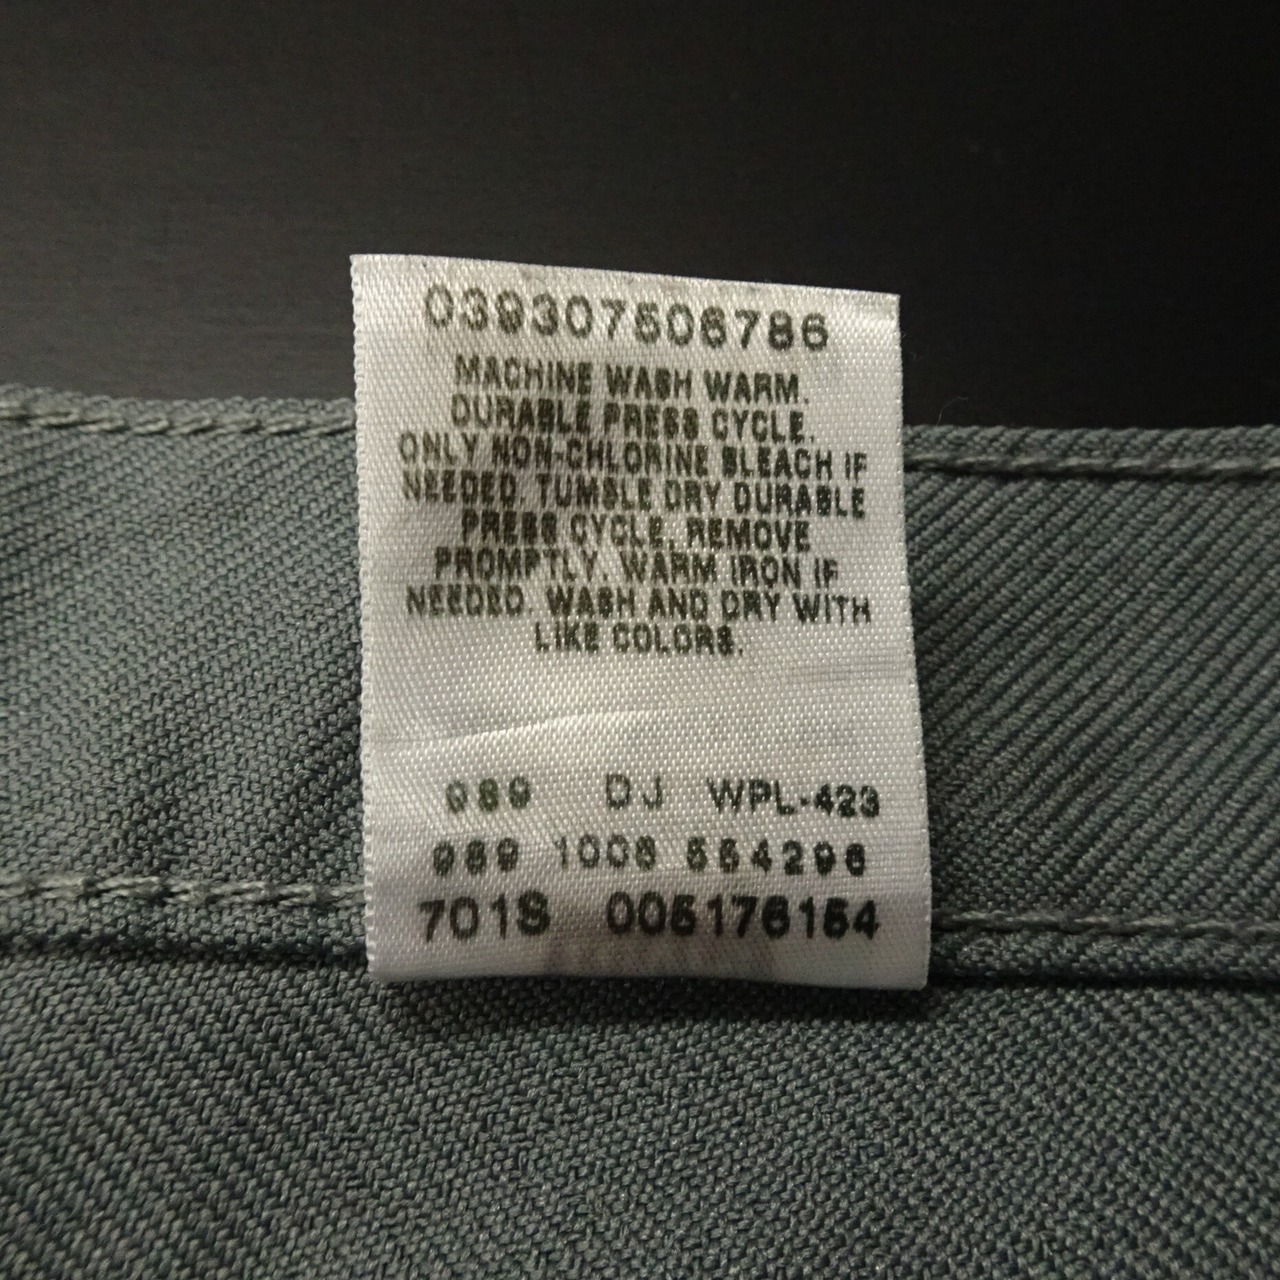 039307506786
MACHINE WASH WARM.
DURABLE PRESS CYCLE.
ONLY NON-CHLORINE BLEACH IF
NEEDED. TUMBLE DRY DURABLE
PRESS CYCLE. REMOVE
PROMPTLY. WARM IRON IF
NEEDED. WASH AND DRY WITH
LIKE COLORS.
989 DJ WPL-423
989 1006 554296
701S 005176154